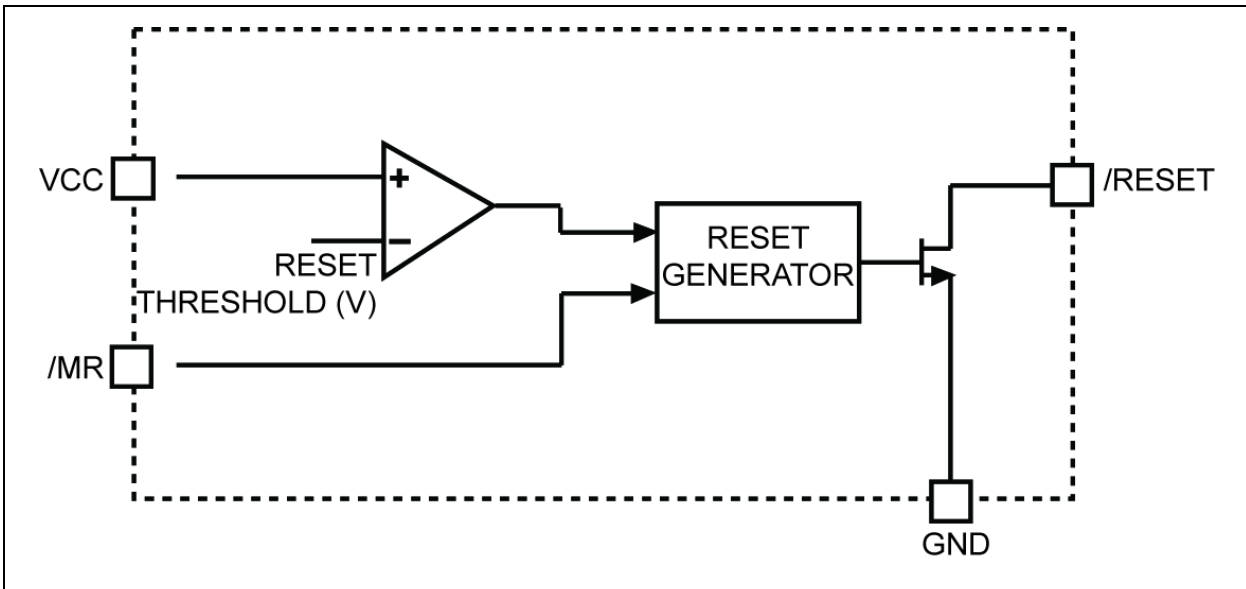 VCC
+
−
RESET
THRESHOLD (V)
/MR
RESET
GENERATOR
/RESET
GND